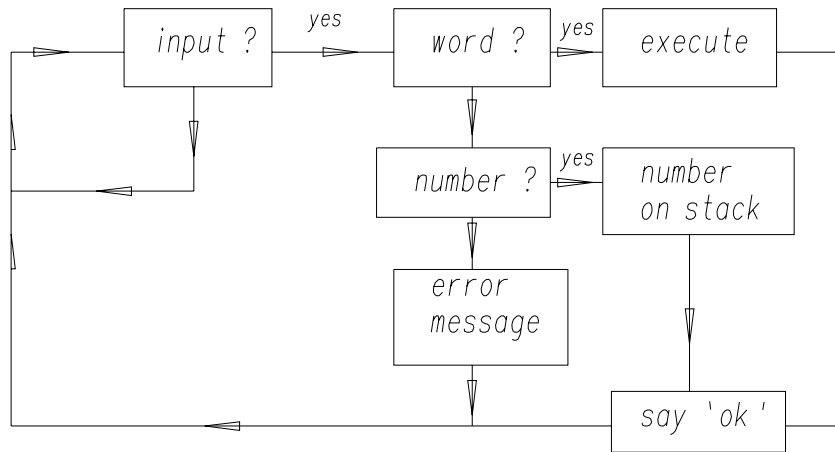 input ?
yes
word ?
yes
execute
number ?
yes
number
on stack
error
message
say 'ok'